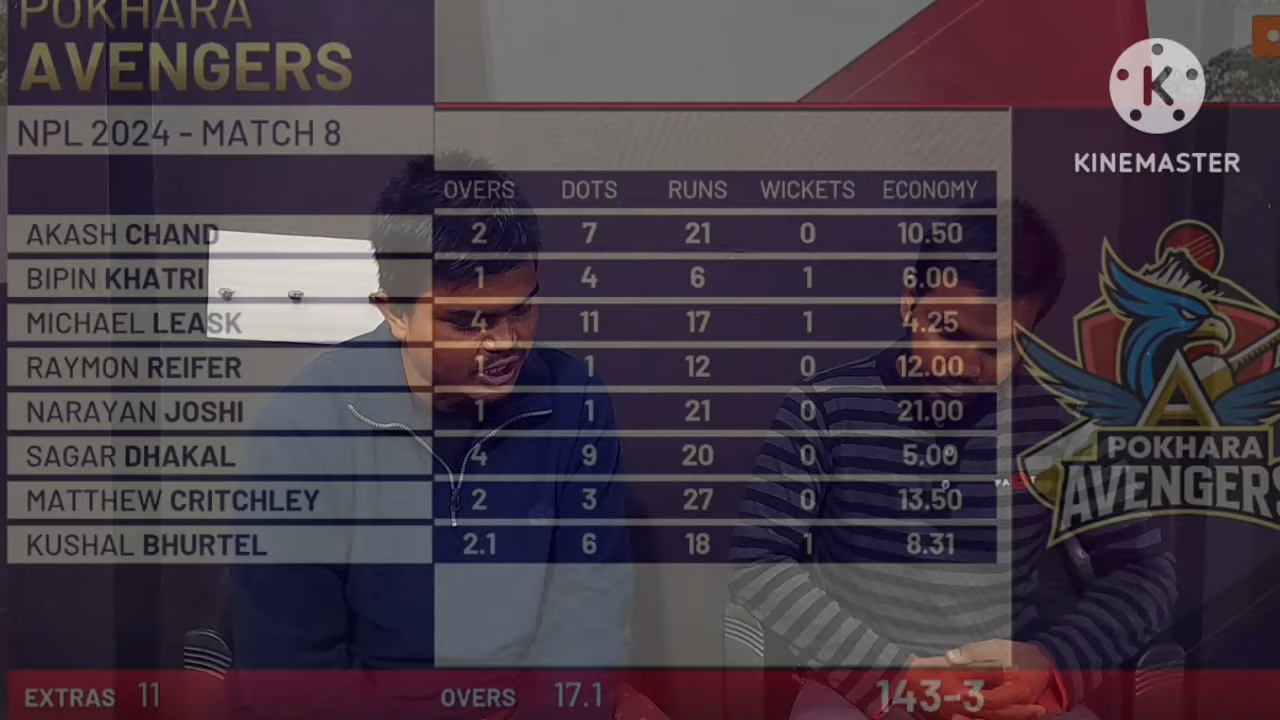 POKHARA
AVENGERS
NPL 2024 - MATCH 8
OVERS DOTS RUNS WICKETS ECONOMY
AKASH CHAND 2 7 21 0 10.50
BIPIN KHATRI 1 4 6 1 6.00
MICHAEL LEASK 4 11 17 1 4.25
RAYMON REIFER 1 1 12 0 12.00
NARAYAN JOSHI 1 1 21 0 21.00
SAGAR DHAKAL 4 9 20 0 5.00
MATTHEW CRITCHLEY 2 3 27 0 13.50
KUSHAL BHURTEL 2.1 6 18 1 8.31
EXTRAS 11 OVERS 17.1 143-3
K
KINEMASTER
POKHARA
AVENGERS